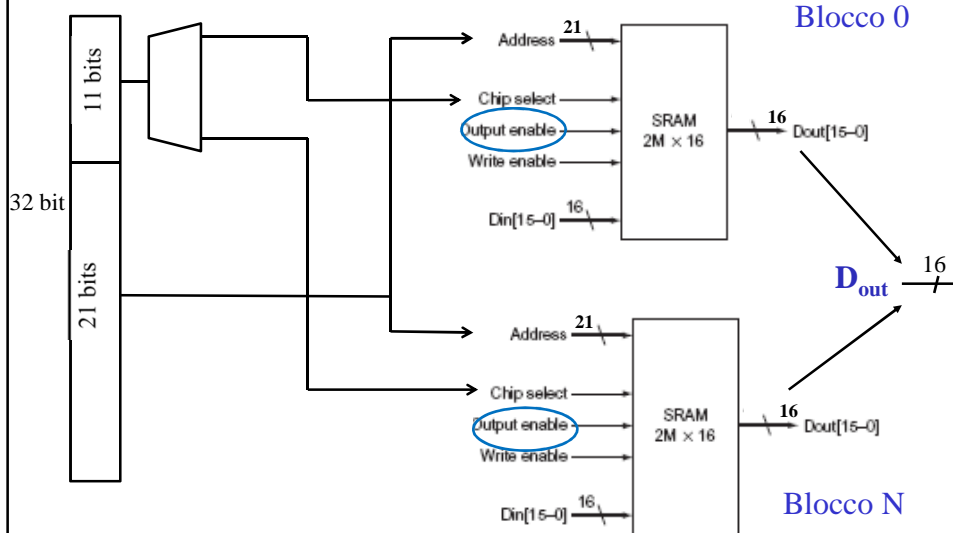 Blocco 0
11 bits
32 bit
21 bits
Address 21
Chip select
Output enable
Write enable
Din[15–0] 16
SRAM
2M × 16
16 Dout[15–0]
D_out 16
Address 21
Chip select
Output enable
Write enable
Din[15–0] 16
SRAM
2M × 16
16 Dout[15–0]
Blocco N